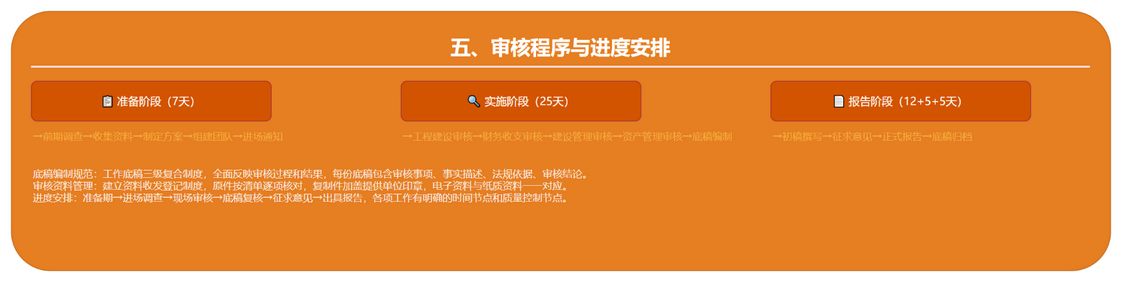 五、审核程序与进度安排
📋 准备阶段（7天）
🔍 实施阶段（25天）
📄 报告阶段（12+5+5天）
→前期调查→收集资料→制定方案→组建团队→进场通知
→工程建设审核→财务收支审核→建设管理审核→资产管理审核→底稿编制
→初稿撰写→征求意见→正式报告→底稿归档
底稿编制规范：工作底稿三级复合制度，全面反映审核过程和结果，每份底稿包含审核事项、事实描述、法规依据、审核结论。
审核资料管理：建立资料收发登记制度，原件按清单逐项核对，复制件加盖提供单位印章，电子资料与纸质资料一一对应。
进度安排：准备期→进场调查→现场审核→底稿复核→征求意见→出具报告，各项工作有明确的时间节点和质量控制节点。